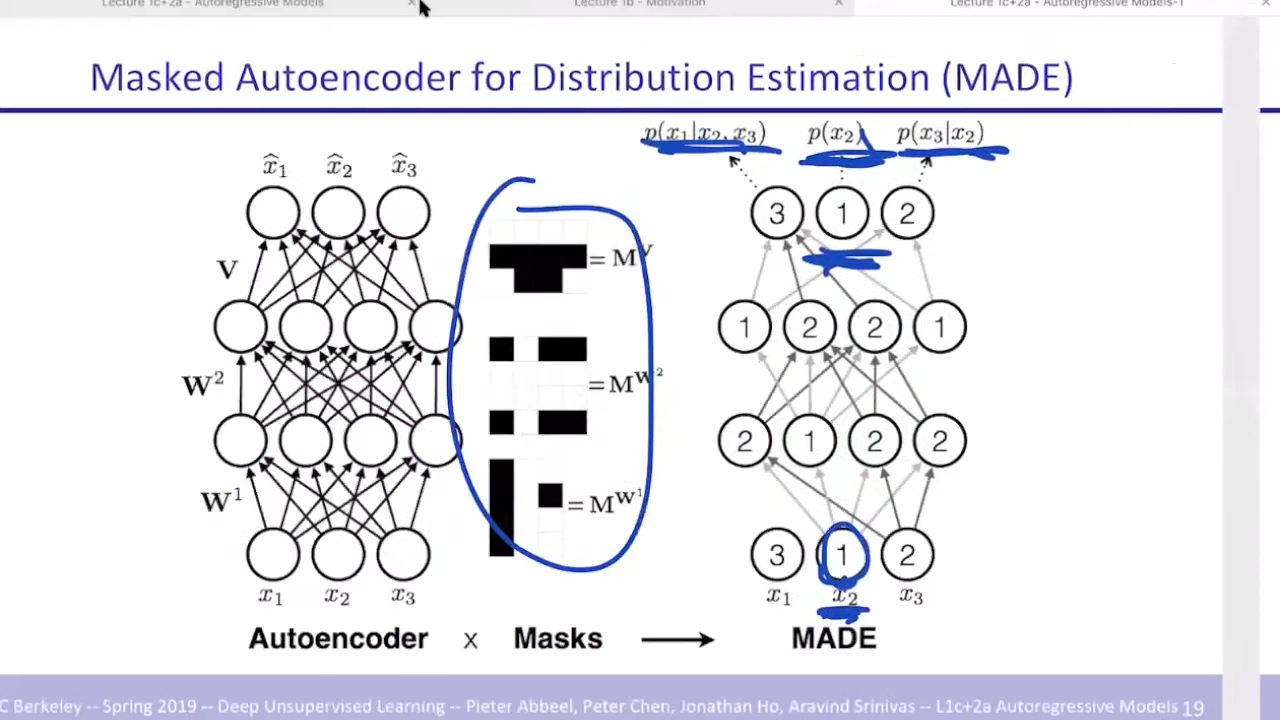 Lecture 1c+2a - Autoregressive Models × Lecture 1b - Motivation × Lecture 1c+2a - Autoregressive Models-1 ×
Masked Autoencoder for Distribution Estimation (MADE)
p(x₁|x₂, x₃) p(x₂) p(x₃|x₂)
x̂₁ x̂₂ x̂₃
3 1 2
V
= Mⱽ
1 2 2 1
W²
= M^W²
2 1 2 2
W¹
= M^W¹
3 1 2
x₁ x₂ x₃ x₁ x₂ x₃
Autoencoder x Masks MADE
C Berkeley -- Spring 2019 -- Deep Unsupervised Learning -- Pieter Abbeel, Peter Chen, Jonathan Ho, Aravind Srinivas -- L1c+2a Autoregressive Models 19